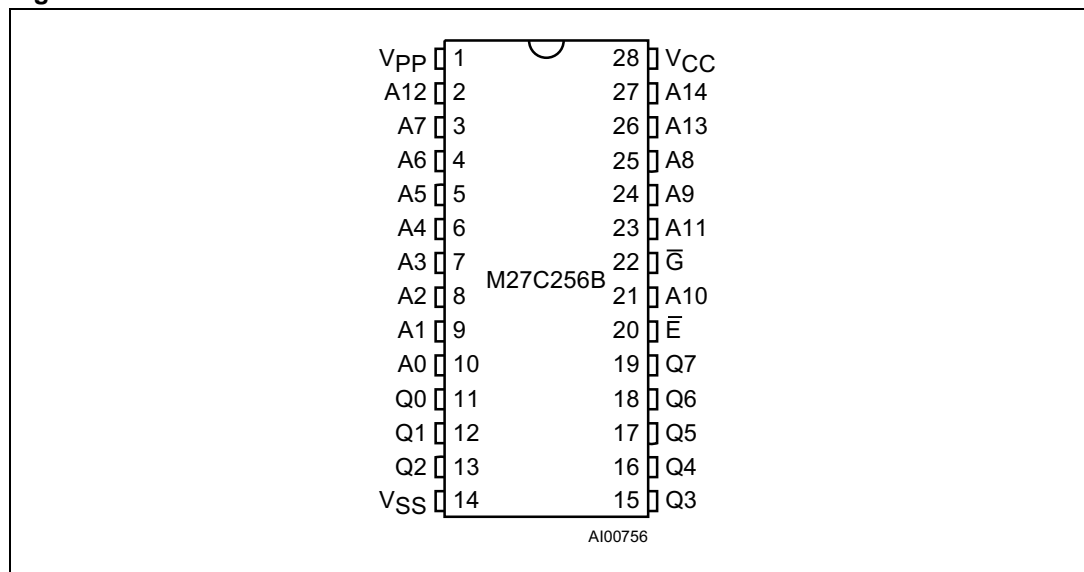 VPP 1 28 VCC
A12 2 27 A14
A7 3 26 A13
A6 4 25 A8
A5 5 24 A9
A4 6 23 A11
A3 7 22 G̅
M27C256B
A2 8 21 A10
A1 9 20 E̅
A0 10 19 Q7
Q0 11 18 Q6
Q1 12 17 Q5
Q2 13 16 Q4
VSS 14 15 Q3
AI00756